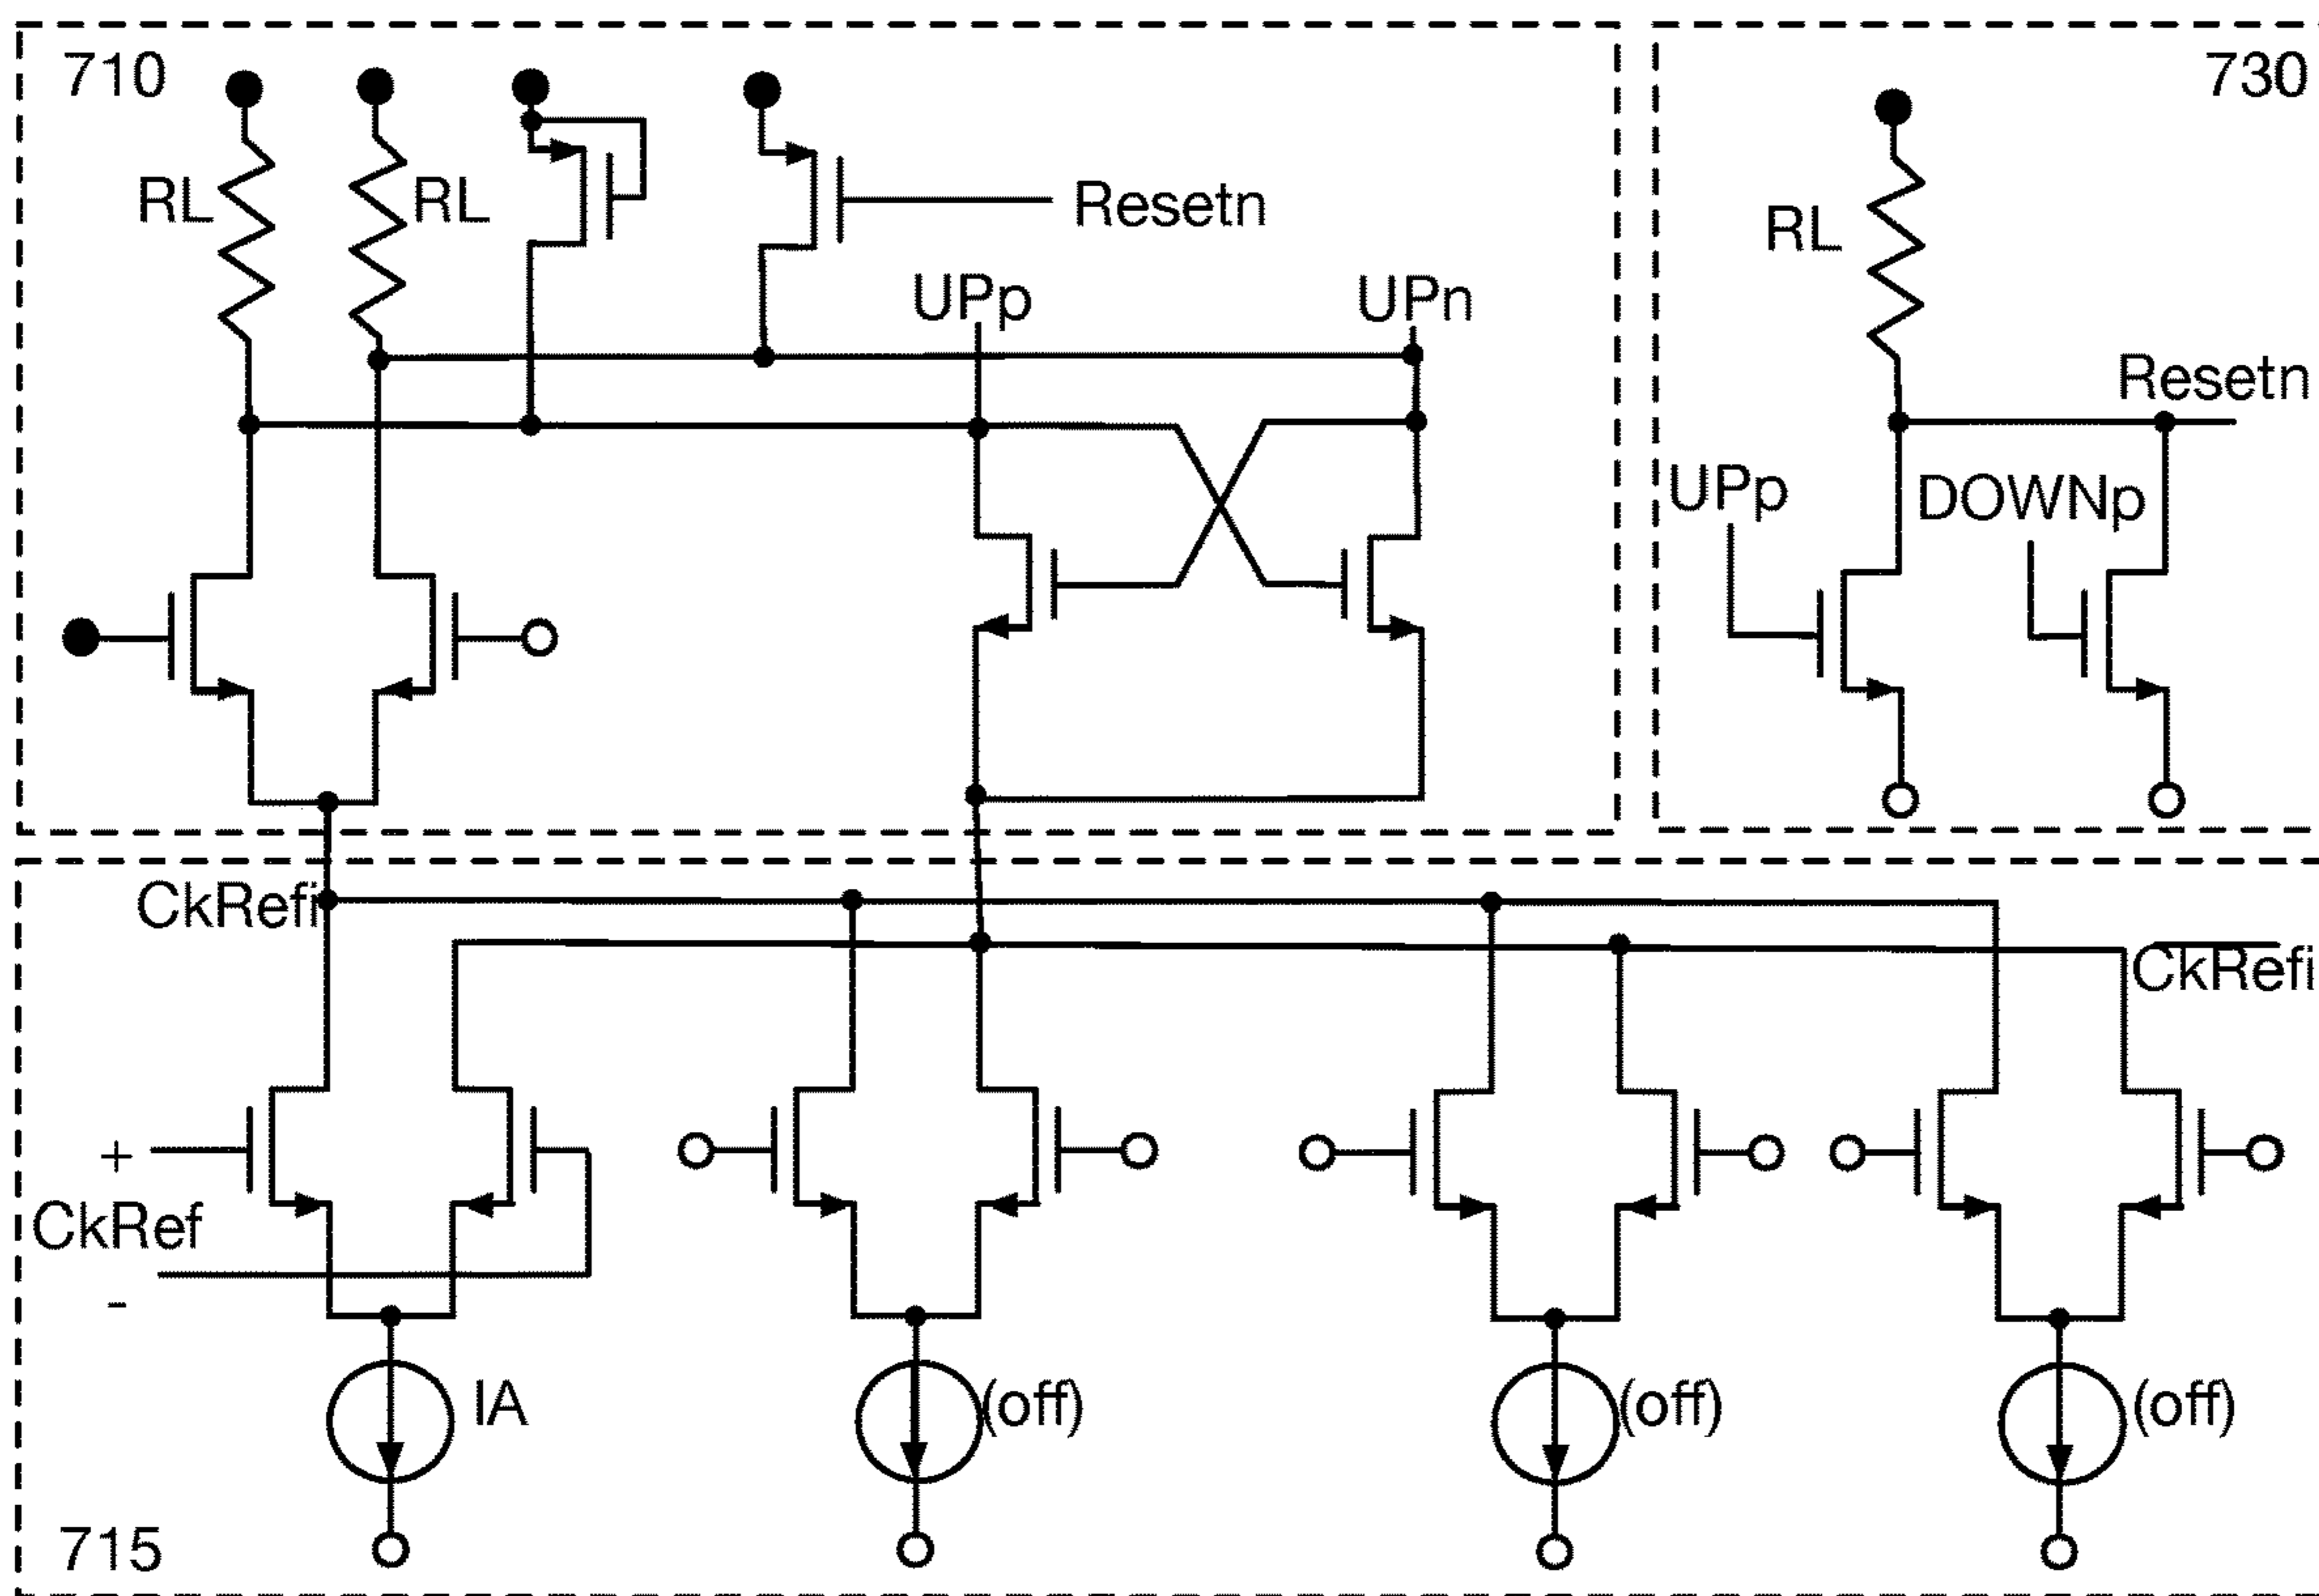 710
730
RL
RL
Resetn
RL
UPp
UPn
Resetn
UPp
DOWNp
CkRefi
CkRefi
+
CkRef
-
IA
(off)
(off)
(off)
715